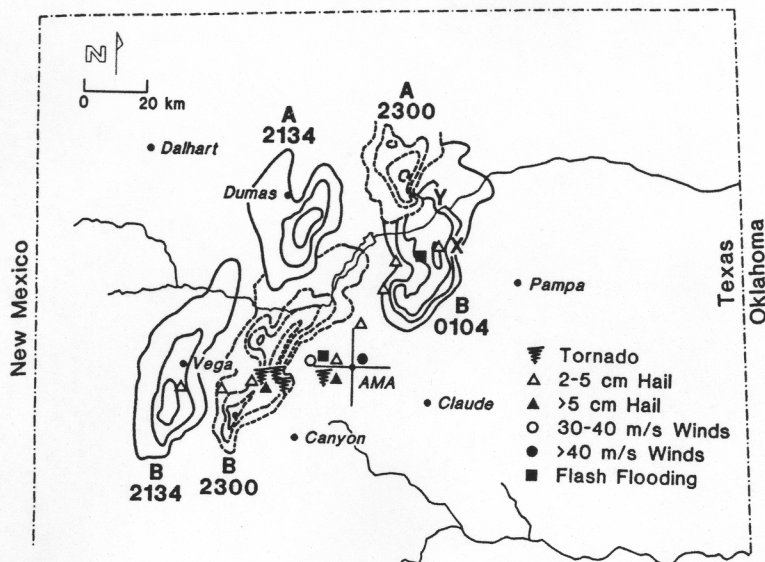 N
0 20 km
A
2134
A
2300
Dalhart
Dumas
Y
X
New Mexico
Texas
Oklahoma
Pampa
B
0104
Vega
AMA
Claude
Canyon
B
2134
B
2300
Tornado
2-5 cm Hail
>5 cm Hail
30-40 m/s Winds
>40 m/s Winds
Flash Flooding